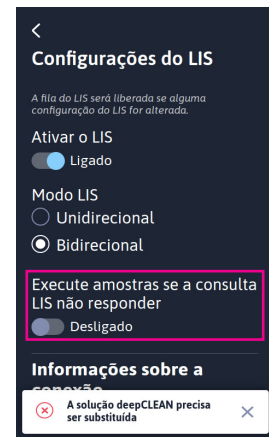 Configurações do LIS
A fila do LIS será liberada se alguma
configuração do LIS for alterada.
Ativar o LIS
Ligado
Modo LIS
Unidirecional
Bidirecional
Execute amostras se a consulta
LIS não responder
Desligado
Informações sobre a
conexão
A solução deepCLEAN precisa
ser substituída